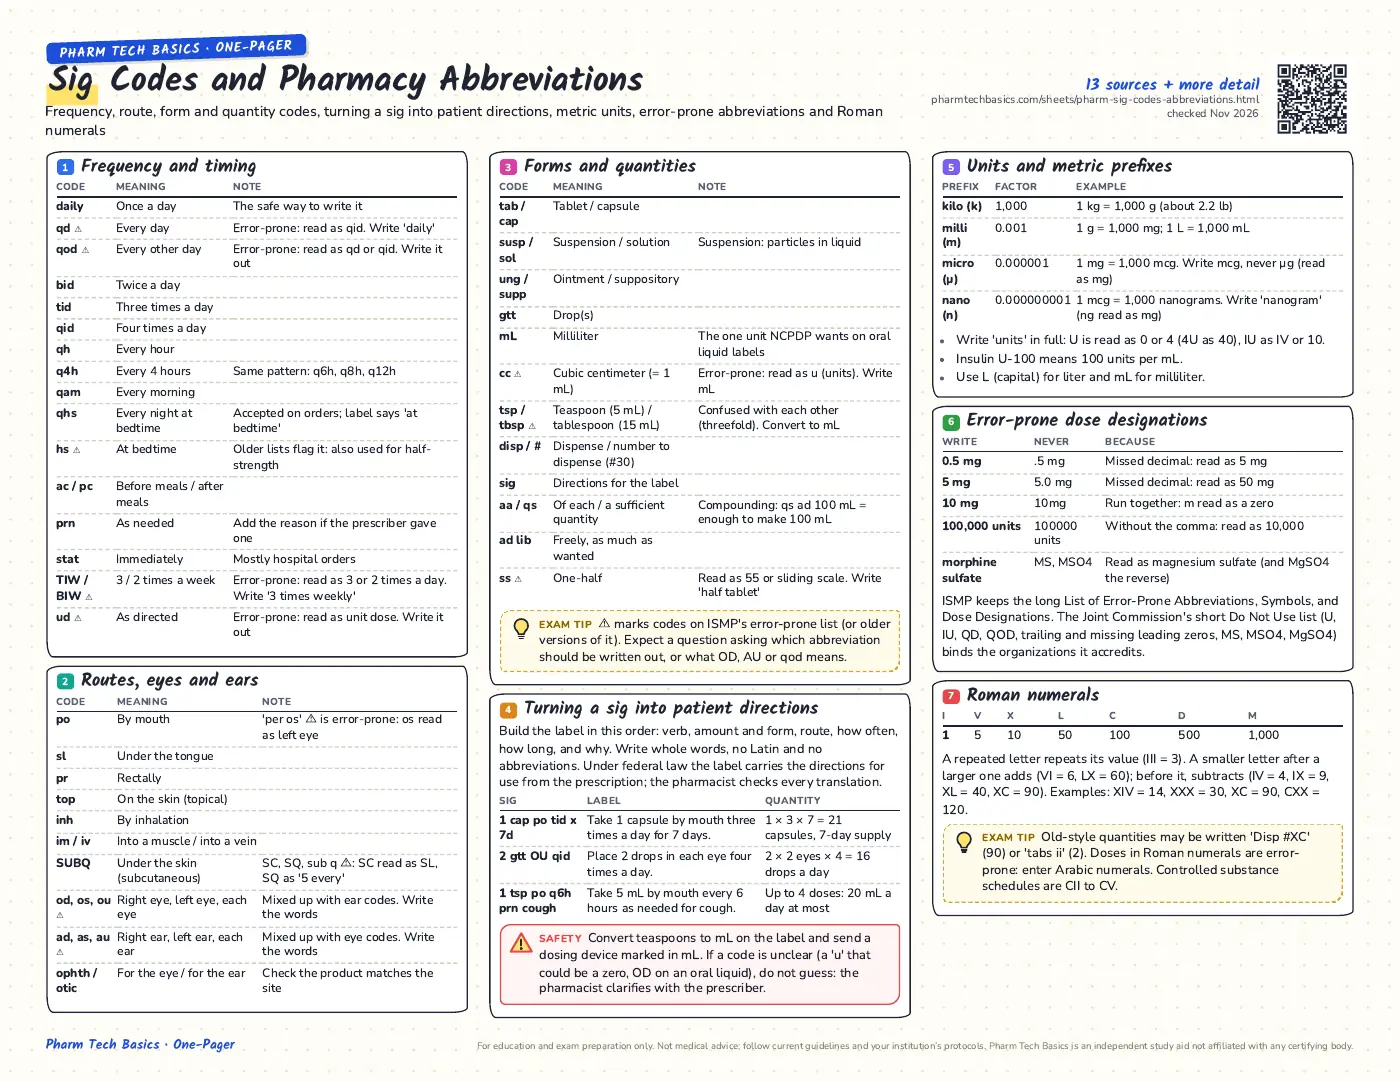 PHARM TECH BASICS · ONE-PAGER
Sig Codes and Pharmacy Abbreviations
Frequency, route, form and quantity codes, turning a sig into patient directions, metric units, error-prone abbreviations and Roman
numerals
13 sources + more detail
pharmtechbasics.com/sheets/pharm-sig-codes-abbreviations.html
checked Nov 2026
1 Frequency and timing
CODE MEANING NOTE
daily Once a day The safe way to write it
qd ⚠ Every day Error-prone: read as qid. Write 'daily'
qod ⚠ Every other day Error-prone: read as qd or qid. Write it
out
bid Twice a day
tid Three times a day
qid Four times a day
qh Every hour
q4h Every 4 hours Same pattern: q6h, q8h, q12h
qam Every morning
qhs Every night at Accepted on orders; label says 'at
bedtime bedtime'
hs ⚠ At bedtime Older lists flag it: also used for half-
strength
ac / pc Before meals / after
meals
prn As needed Add the reason if the prescriber gave
one
stat Immediately Mostly hospital orders
TIW / 3 / 2 times a week Error-prone: read as 3 or 2 times a day.
BIW ⚠ Write '3 times weekly'
ud ⚠ As directed Error-prone: read as unit dose. Write it
out
2 Routes, eyes and ears
CODE MEANING NOTE
po By mouth 'per os' ⚠ is error-prone: os read
as left eye
sl Under the tongue
pr Rectally
top On the skin (topical)
inh By inhalation
im / iv Into a muscle / into a vein
SUBQ Under the skin SC, SQ, sub q ⚠: SC read as SL,
(subcutaneous) SQ as '5 every'
od, os, ou Right eye, left eye, each Mixed up with ear codes. Write
⚠ eye the words
ad, as, au Right ear, left ear, each Mixed up with eye codes. Write
⚠ ear the words
ophth / For the eye / for the ear Check the product matches the
otic site
3 Forms and quantities
CODE MEANING NOTE
tab / Tablet / capsule
cap
susp / Suspension / solution Suspension: particles in liquid
sol
ung / Ointment / suppository
supp
gtt Drop(s)
mL Milliliter The one unit NCPDP wants on oral
liquid labels
cc ⚠ Cubic centimeter (= 1 Error-prone: read as u (units). Write
mL) mL
tsp / Teaspoon (5 mL) / Confused with each other
tbsp ⚠ tablespoon (15 mL) (threefold). Convert to mL
disp / # Dispense / number to
dispense (#30)
sig Directions for the label
aa / qs Of each / a sufficient Compounding: qs ad 100 mL =
quantity enough to make 100 mL
ad lib Freely, as much as
wanted
ss ⚠ One-half Read as 55 or sliding scale. Write
'half tablet'
EXAM TIP ⚠ marks codes on ISMP's error-prone list (or older
versions of it). Expect a question asking which abbreviation
should be written out, or what OD, AU or qod means.
4 Turning a sig into patient directions
Build the label in this order: verb, amount and form, route, how often,
how long, and why. Write whole words, no Latin and no
abbreviations. Under federal law the label carries the directions for
use from the prescription; the pharmacist checks every translation.
SIG LABEL QUANTITY
1 cap po tid x Take 1 capsule by mouth three 1 × 3 × 7 = 21
7d times a day for 7 days. capsules, 7-day supply
2 gtt OU qid Place 2 drops in each eye four 2 × 2 eyes × 4 = 16
times a day. drops a day
1 tsp po q6h Take 5 mL by mouth every 6 Up to 4 doses: 20 mL a
prn cough hours as needed for cough. day at most
SAFETY Convert teaspoons to mL on the label and send a
dosing device marked in mL. If a code is unclear (a 'u' that
could be a zero, OD on an oral liquid), do not guess: the
pharmacist clarifies with the prescriber.
5 Units and metric prefixes
PREFIX FACTOR EXAMPLE
kilo (k) 1,000 1 kg = 1,000 g (about 2.2 lb)
milli 0.001 1 g = 1,000 mg; 1 L = 1,000 mL
(m)
micro 0.000001 1 mg = 1,000 mcg. Write mcg, never µg (read
(µ) as mg)
nano 0.000000001 1 mcg = 1,000 nanograms. Write 'nanogram'
(n) (ng read as mg)
• Write 'units' in full: U is read as 0 or 4 (4U as 40), IU as IV or 10.
• Insulin U-100 means 100 units per mL.
• Use L (capital) for liter and mL for milliliter.
6 Error-prone dose designations
WRITE NEVER BECAUSE
0.5 mg .5 mg Missed decimal: read as 5 mg
5 mg 5.0 mg Missed decimal: read as 50 mg
10 mg 10mg Run together: m read as a zero
100,000 units 100000 Without the comma: read as 10,000
units
morphine MS, MSO4 Read as magnesium sulfate (and MgSO4
sulfate the reverse)
ISMP keeps the long List of Error-Prone Abbreviations, Symbols, and
Dose Designations. The Joint Commission's short Do Not Use list (U,
IU, QD, QOD, trailing and missing leading zeros, MS, MSO4, MgSO4)
binds the organizations it accredits.
7 Roman numerals
I V X L C D M
1 5 10 50 100 500 1,000
A repeated letter repeats its value (III = 3). A smaller letter after a
larger one adds (VI = 6, LX = 60); before it, subtracts (IV = 4, IX = 9,
XL = 40, XC = 90). Examples: XIV = 14, XXX = 30, XC = 90, CXX =
120.
EXAM TIP Old-style quantities may be written 'Disp #XC'
(90) or 'tabs ii' (2). Doses in Roman numerals are error-
prone: enter Arabic numerals. Controlled substance
schedules are CII to CV.
Pharm Tech Basics · One-Pager
For education and exam preparation only. Not medical advice; follow current guidelines and your institution's protocols. Pharm Tech Basics is an independent study aid not affiliated with any certifying body.